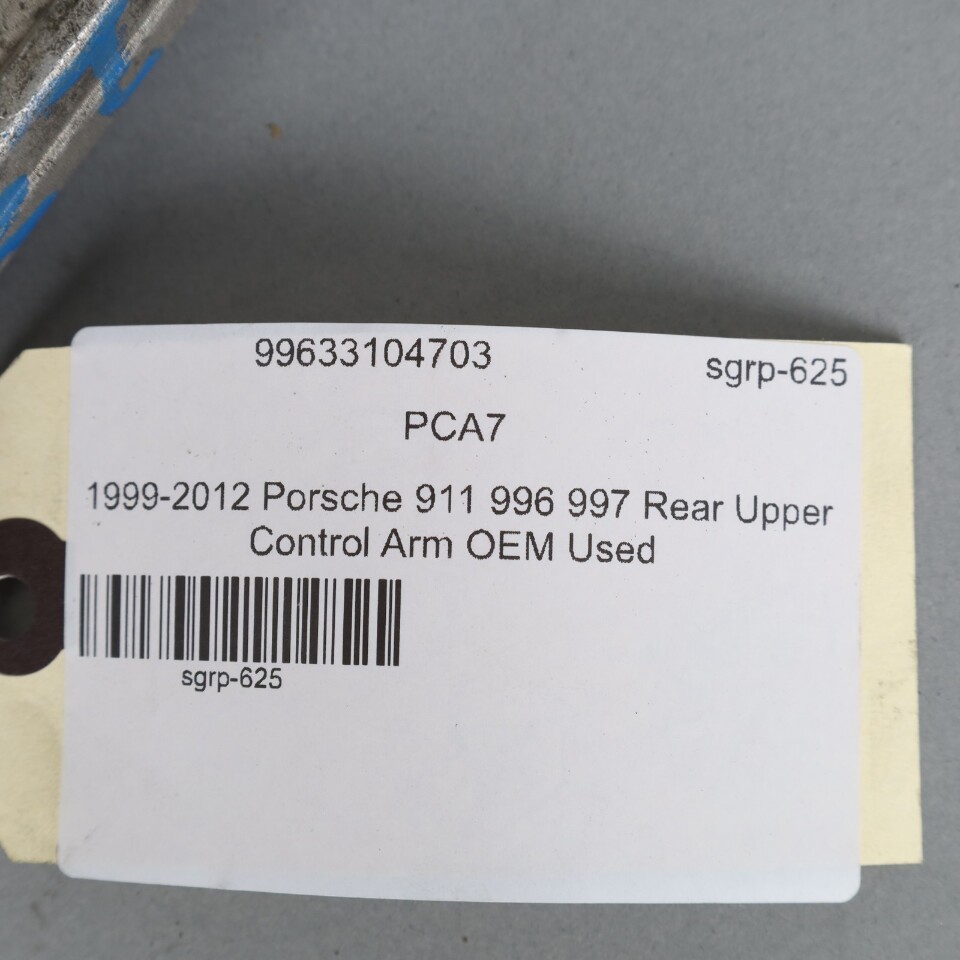 99633104703
sgrp-625
PCA7
1999-2012 Porsche 911 996 997 Rear Upper
Control Arm OEM Used
sgrp-625